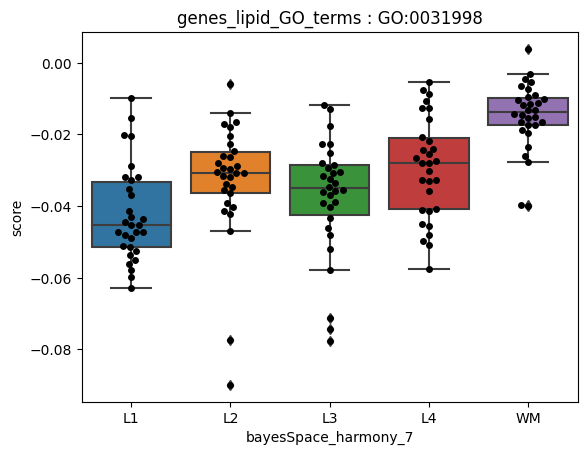 genes_lipid_GO_terms : GO:0031998
0.00
−0.02
−0.04
−0.06
−0.08
score
L1 L2 L3 L4 WM
bayesSpace_harmony_7